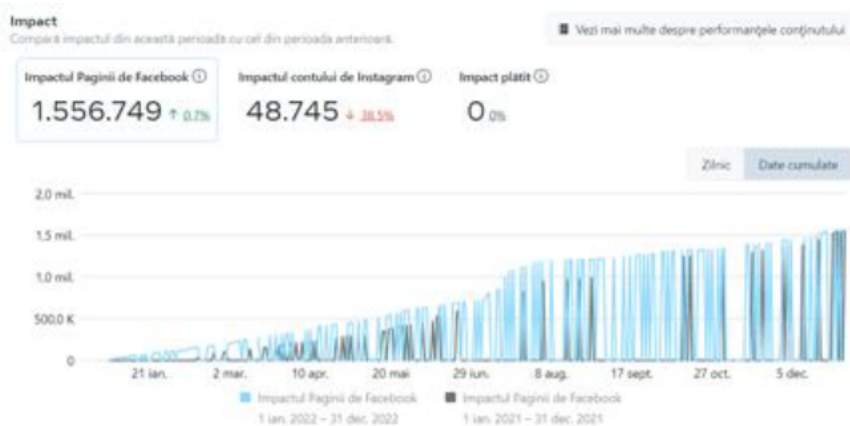 Impact
Compară impactul din această perioadă cu cel din perioada anterioară.
Vezi mai multe despre performanțele conținutului
Impactul Paginii de Facebook
1.556.749 ↑ 0.7%
Impactul contului de Instagram
48.745 ↓ 38.5%
Impact plătit
0 0%
Zilnic
Date cumulate
2,0 mil.
1,5 mil.
1,0 mil.
500,0 K
0
21 ian. 2 mar. 10 apr. 20 mai 29 iun. 8 aug. 17 sept. 27 oct. 5 dec.
Impactul Paginii de Facebook
1 ian. 2022 – 31 dec. 2022
Impactul Paginii de Facebook
1 ian. 2021 – 31 dec. 2021